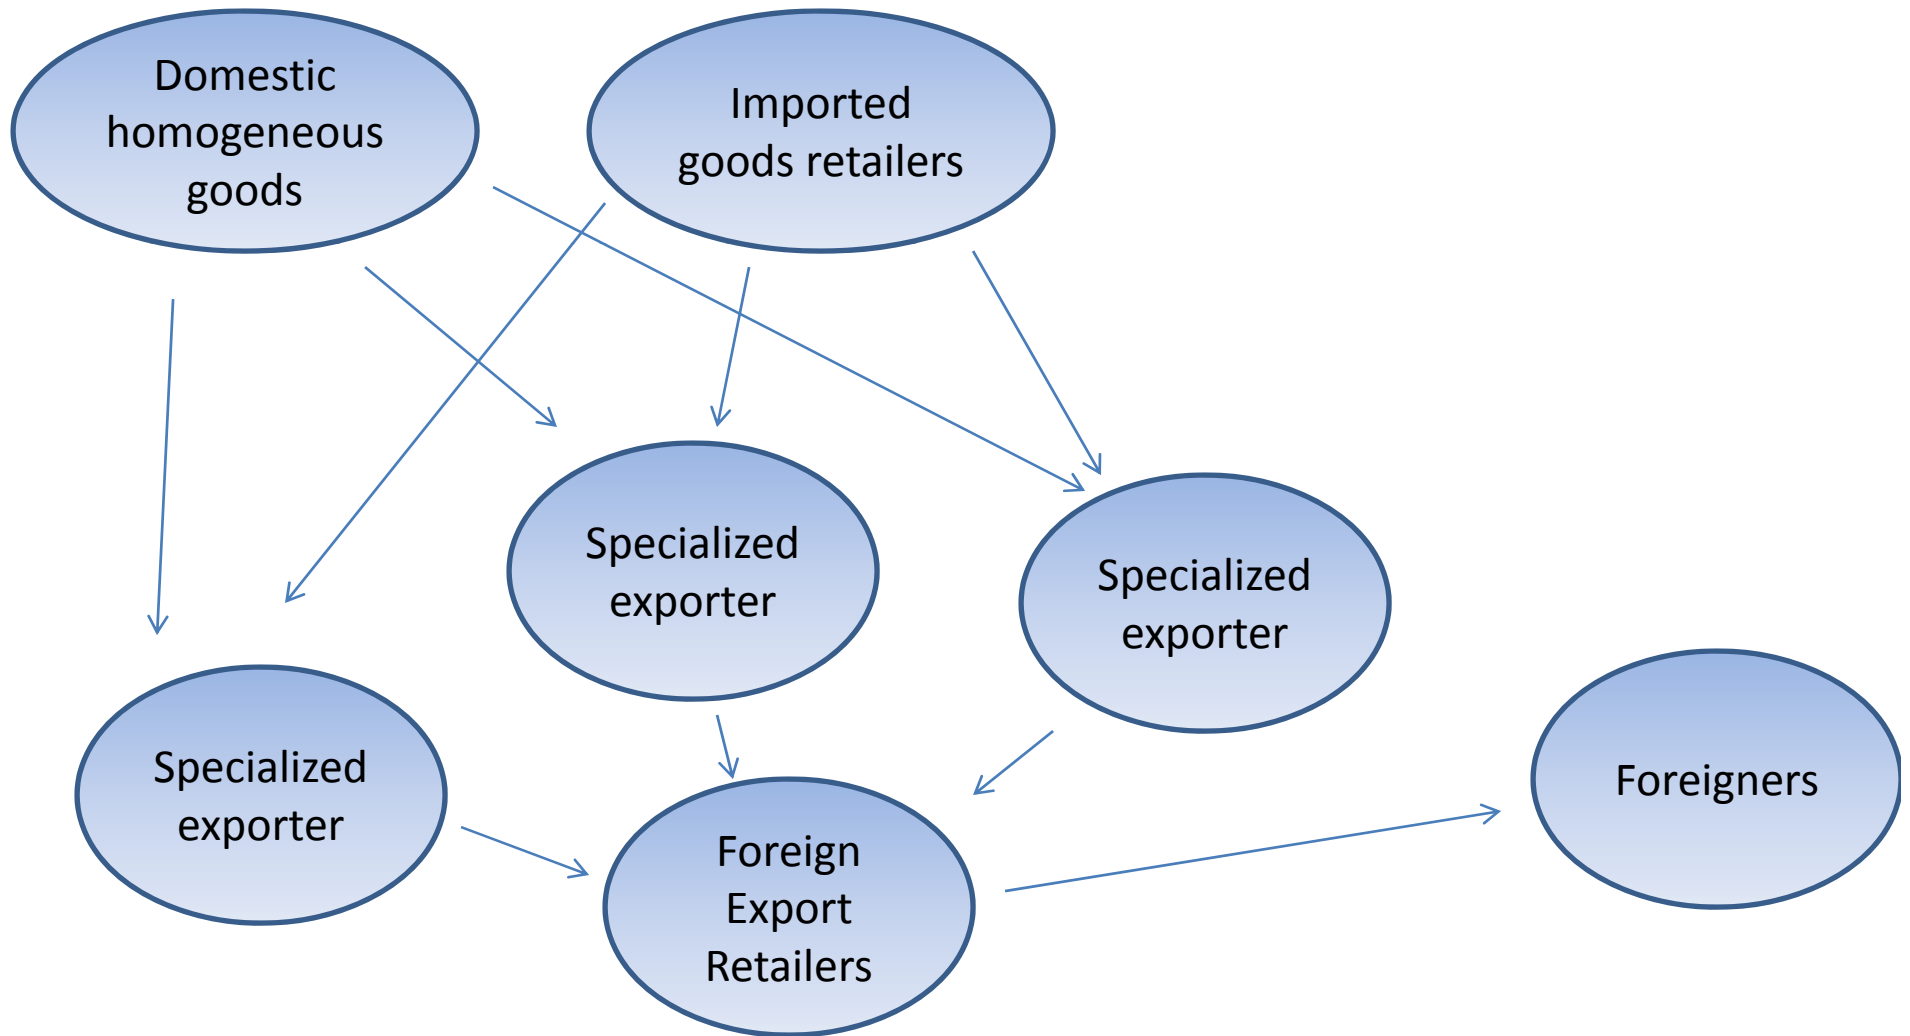 Domestic
homogeneous
goods
Imported
goods retailers
Specialized
exporter
Specialized
exporter
Specialized
exporter
Foreign
Export
Retailers
Foreigners